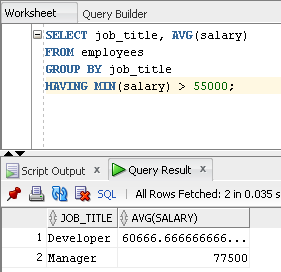 Worksheet Query Builder
SELECT job_title, AVG(salary)
FROM employees
GROUP BY job_title
HAVING MIN(salary) > 55000;
Script Output x Query Result x
SQL | All Rows Fetched: 2 in 0.035 s
JOB_TITLE AVG(SALARY)
1 Developer 60666.666666666...
2 Manager 77500